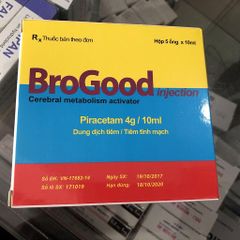 Rx Thuốc bán theo đơn
Hộp 5 ống x 10ml
BroGood
injection
Cerebral metabolism activator
Piracetam 4g / 10ml
Dung dịch tiêm / Tiêm tĩnh mạch
Số ĐK: VN-17693-14
Ngày SX: 19/10/2017
Số lô SX: 171019
Hạn dùng: 18/10/2020